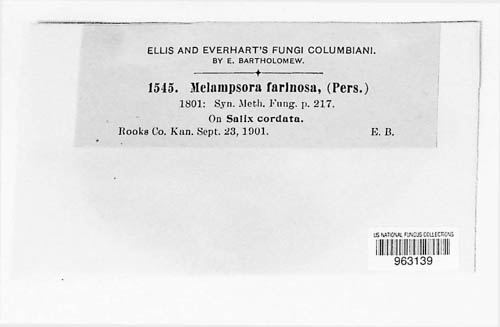 ELLIS AND EVERHART'S FUNGI COLUMBIANI.
BY E. BARTHOLOMEW.
1545. Melampsora farinosa, (Pers.)
1801: Syn. Meth. Fung. p. 217.
On Salix cordata.
Rooks Co. Kan. Sept. 23, 1901. E. B.
US NATIONAL FUNGUS COLLECTIONS
963139